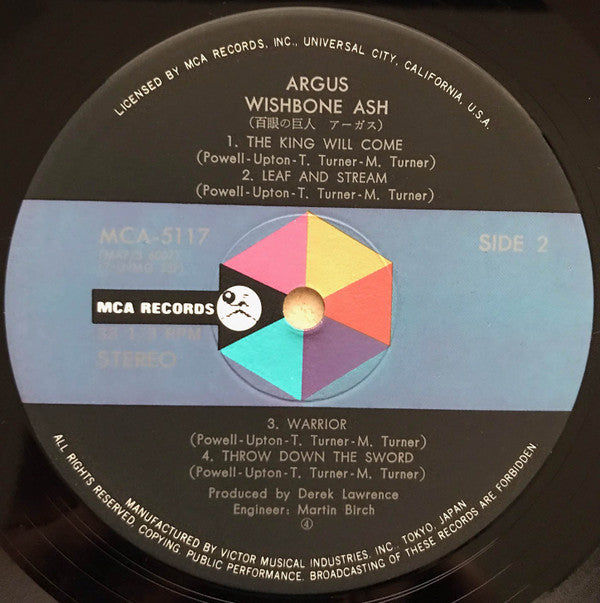 LICENSED BY MCA RECORDS, INC., UNIVERSAL CITY, CALIFORNIA, U.S.A.
ARGUS
WISHBONE ASH
(百眼の巨人 アーガス)
1. THE KING WILL COME
(Powell-Upton-T. Turner-M. Turner)
2. LEAF AND STREAM
(Powell-Upton-T. Turner-M. Turner)
MCA-5117
SIDE 2
MCA RECORDS
33 1/3 RPM
STEREO
3. WARRIOR
(Powell-Upton-T. Turner-M. Turner)
4. THROW DOWN THE SWORD
(Powell-Upton-T. Turner-M. Turner)
Produced by Derek Lawrence
Engineer: Martin Birch
④
MANUFACTURED BY VICTOR MUSICAL INDUSTRIES, INC. TOKYO, JAPAN
ALL RIGHTS RESERVED. COPYING, PUBLIC PERFORMANCE, BROADCASTING OF THESE RECORDS ARE FORBIDDEN.